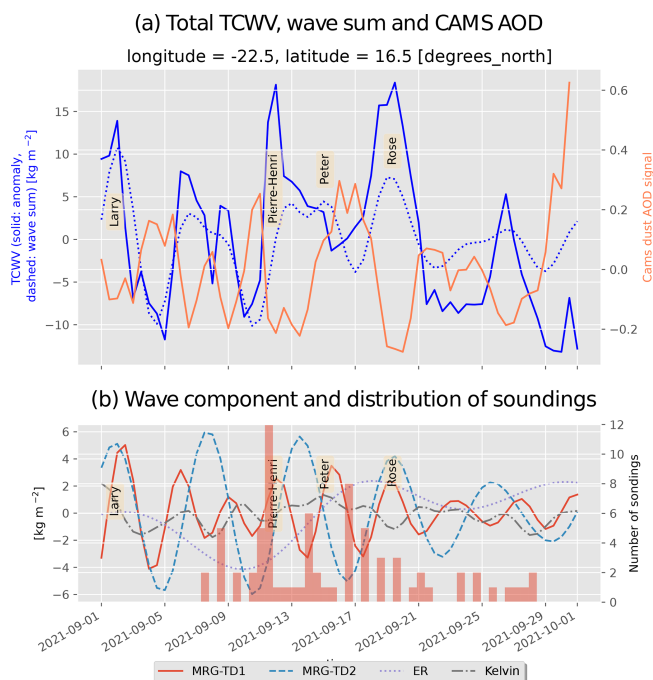 (a) Total TCWV, wave sum and CAMS AOD
longitude = -22.5, latitude = 16.5 [degrees_north]
TCWV (solid: anomaly,
dashed: wave sum) [kg m⁻²]
15
10
5
0
−5
−10
Larry
Pierre-Henri
Peter
Rose
0.6
0.4
0.2
0.0
−0.2
Cams dust AOD signal
(b) Wave component and distribution of soundings
[kg m⁻²]
6
4
2
0
−2
−4
−6
Larry
Pierre-Henri
Peter
Rose
12
10
8
6
4
2
0
Number of sondings
2021-09-01
2021-09-05
2021-09-09
2021-09-13
2021-09-17
2021-09-21
2021-09-25
2021-09-29
2021-10-01
MRG-TD1 MRG-TD2 ER Kelvin